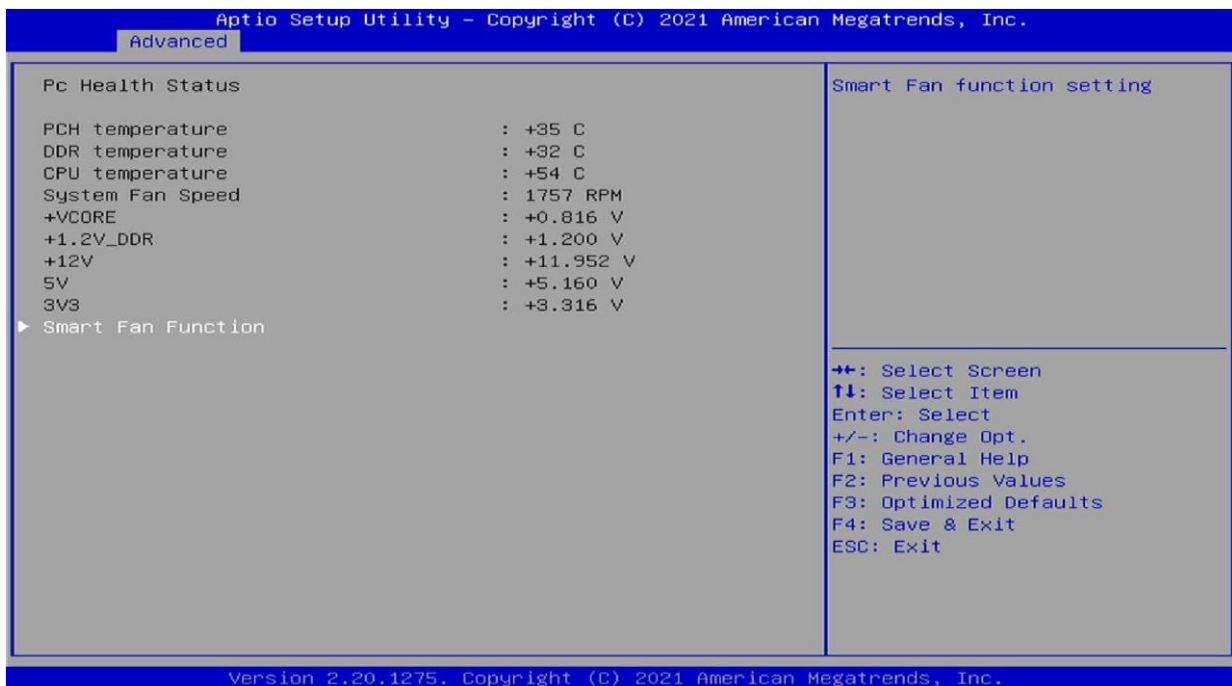 Aptio Setup Utility – Copyright (C) 2021 American Megatrends, Inc.
Advanced
Pc Health Status
PCH temperature : +35 C
DDR temperature : +32 C
CPU temperature : +54 C
System Fan Speed : 1757 RPM
+VCORE : +0.816 V
+1.2V_DDR : +1.200 V
+12V : +11.952 V
5V : +5.160 V
3V3 : +3.316 V
► Smart Fan Function
Smart Fan function setting
→←: Select Screen
↑↓: Select Item
Enter: Select
+/-: Change Opt.
F1: General Help
F2: Previous Values
F3: Optimized Defaults
F4: Save & Exit
ESC: Exit
Version 2.20.1275. Copyright (C) 2021 American Megatrends, Inc.